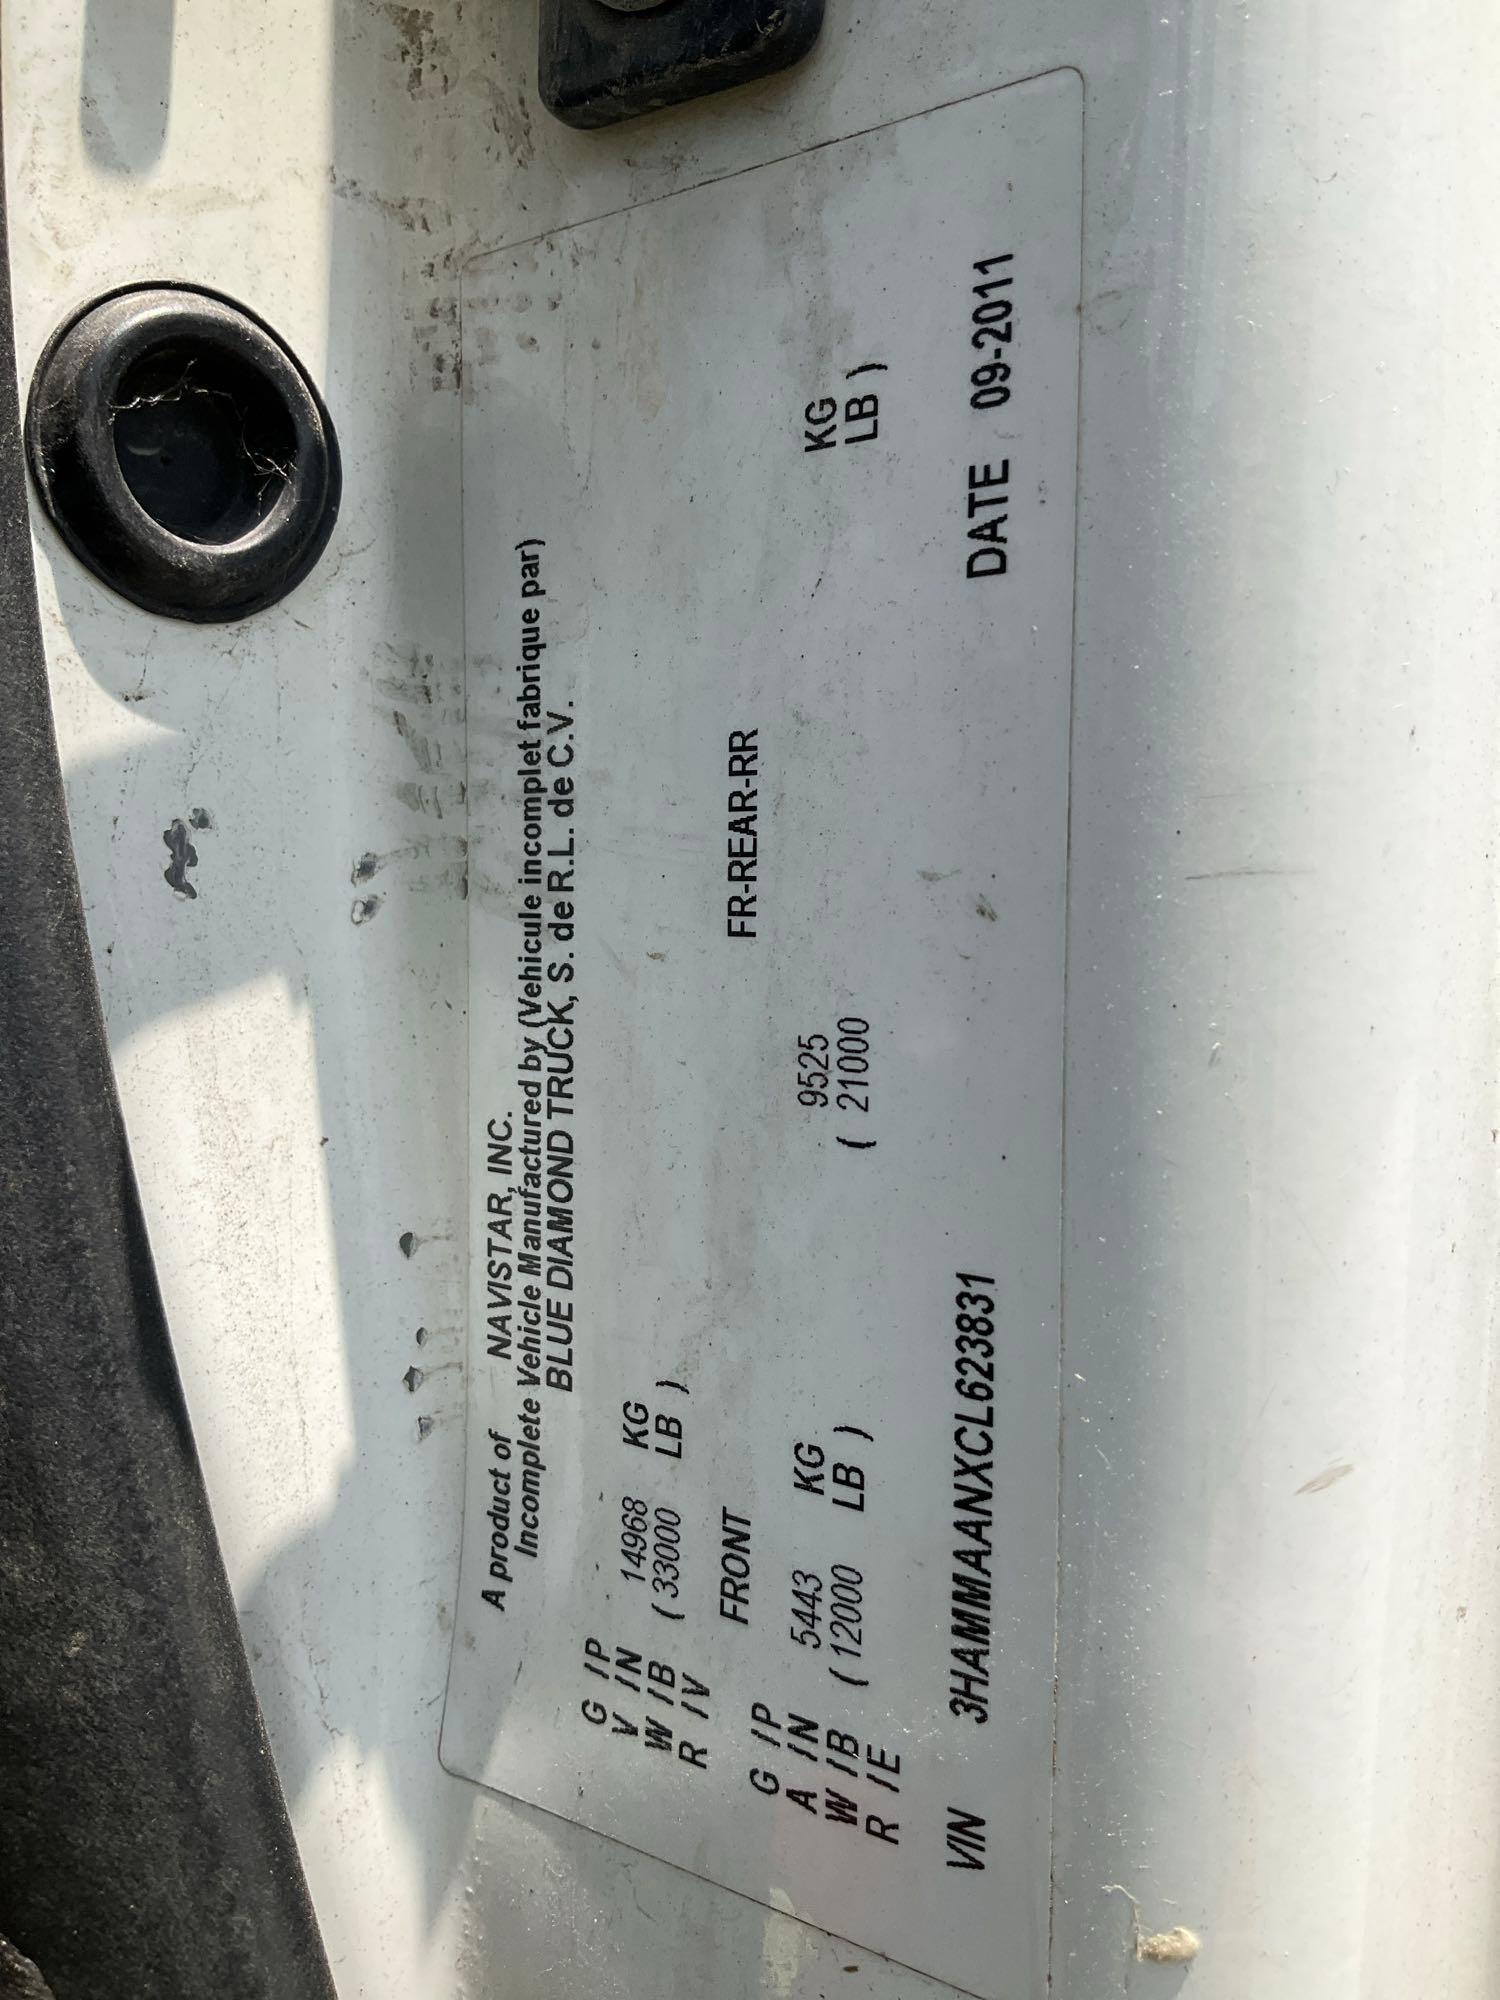 A product of NAVISTAR, INC.
Incomplete Vehicle Manufactured by (Vehicule incomplet fabrique par)
BLUE DIAMOND TRUCK, S. de R.L. de C.V.
G /P
V /N 14968 KG
W /B ( 33000 LB )
R /V
FRONT FR-REAR-RR
G /P
A /N 5443 KG 9525 KG
W /B ( 12000 LB ) ( 21000 LB )
R /E
VIN 3HAMMAANXCL623831 DATE 09-2011